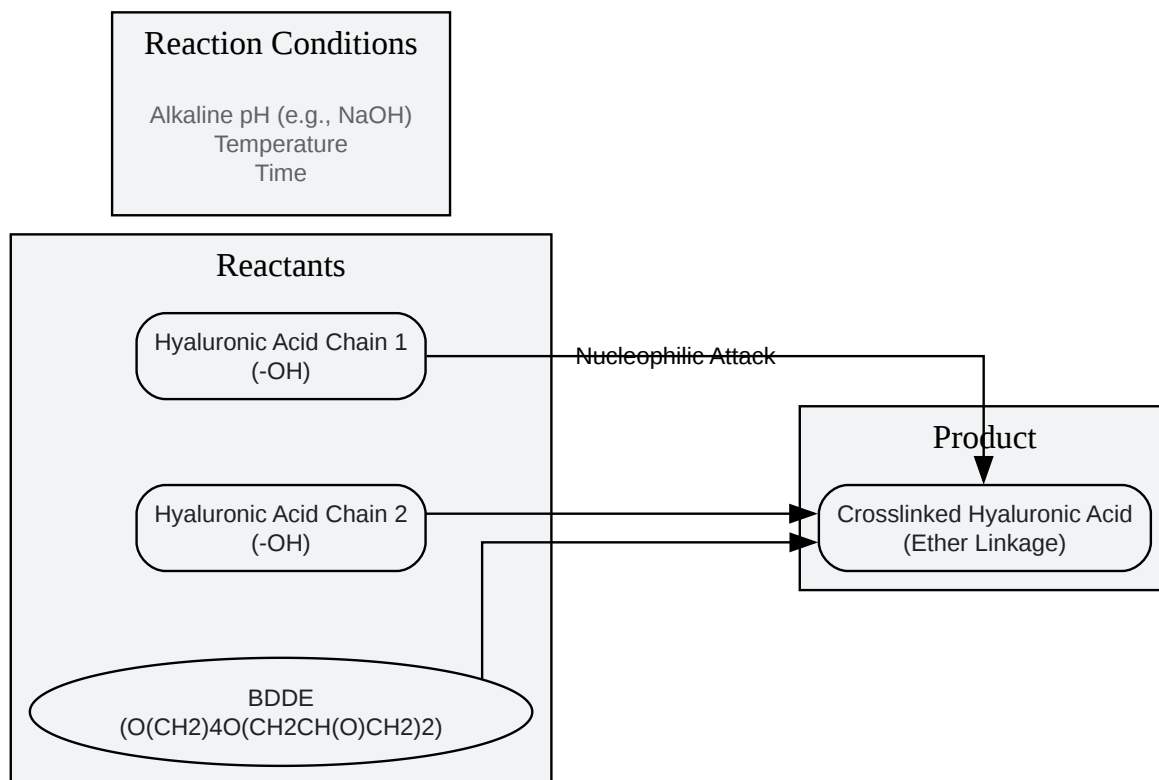 Reaction Conditions
Alkaline pH (e.g., NaOH)
Temperature
Time
Reactants
Hyaluronic Acid Chain 1
(-OH)
Nucleophilic Attack
Hyaluronic Acid Chain 2
(-OH)
BDDE
(O(CH2)4O(CH2CH(O)CH2)2)
Product
Crosslinked Hyaluronic Acid
(Ether Linkage)